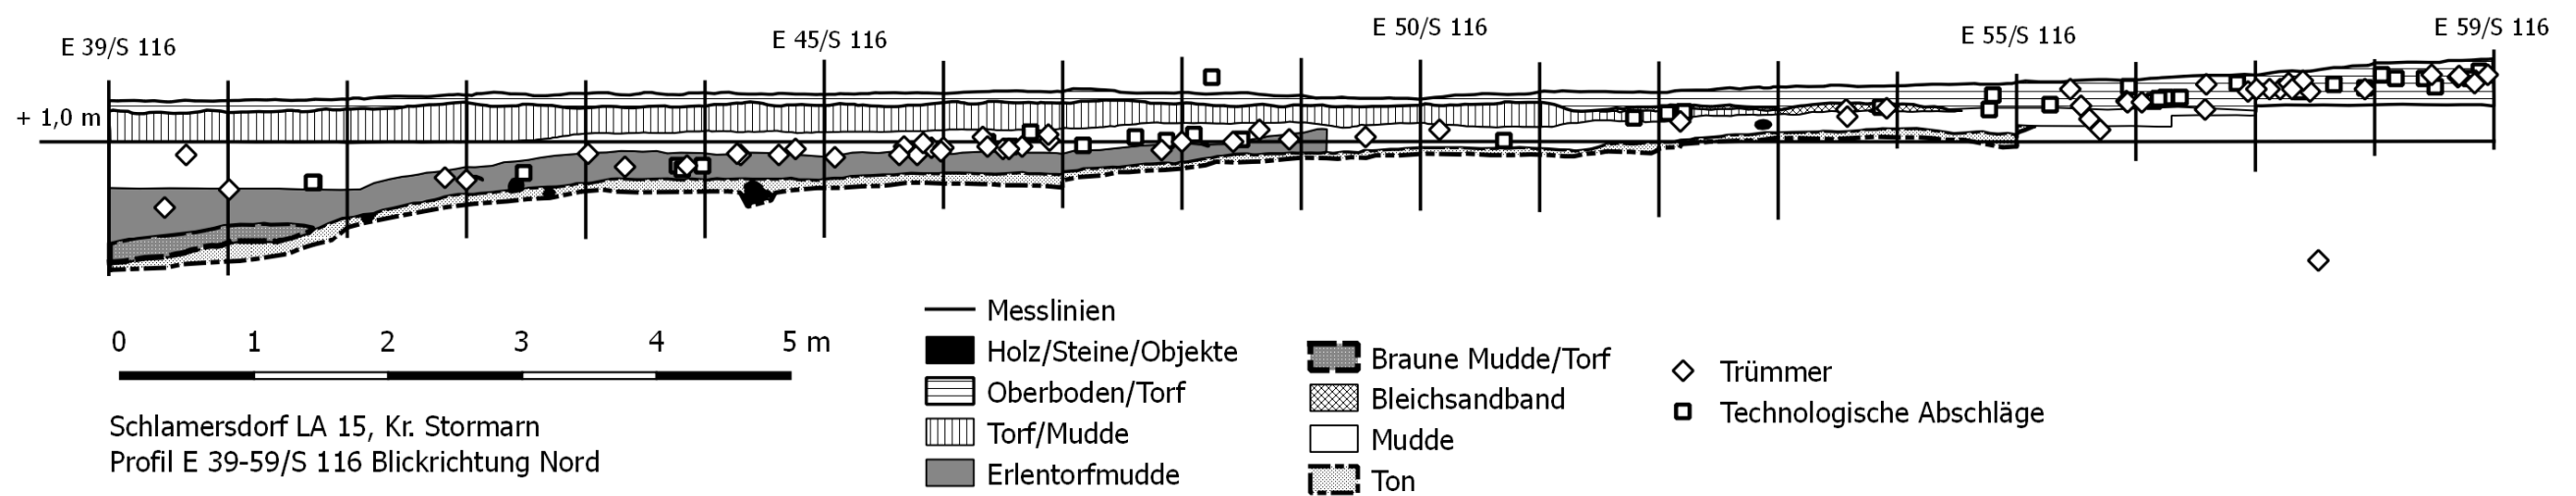 E 39/S 116
E 45/S 116
E 50/S 116
E 55/S 116
E 59/S 116
+ 1,0 m
0 1 2 3 4 5 m
Schlamersdorf LA 15, Kr. Stormarn
Profil E 39-59/S 116 Blickrichtung Nord
Messlinien
Holz/Steine/Objekte
Oberboden/Torf
Torf/Mudde
Erlentorfmudde
Braune Mudde/Torf
Bleichsandband
Mudde
Ton
Trümmer
Technologische Abschläge